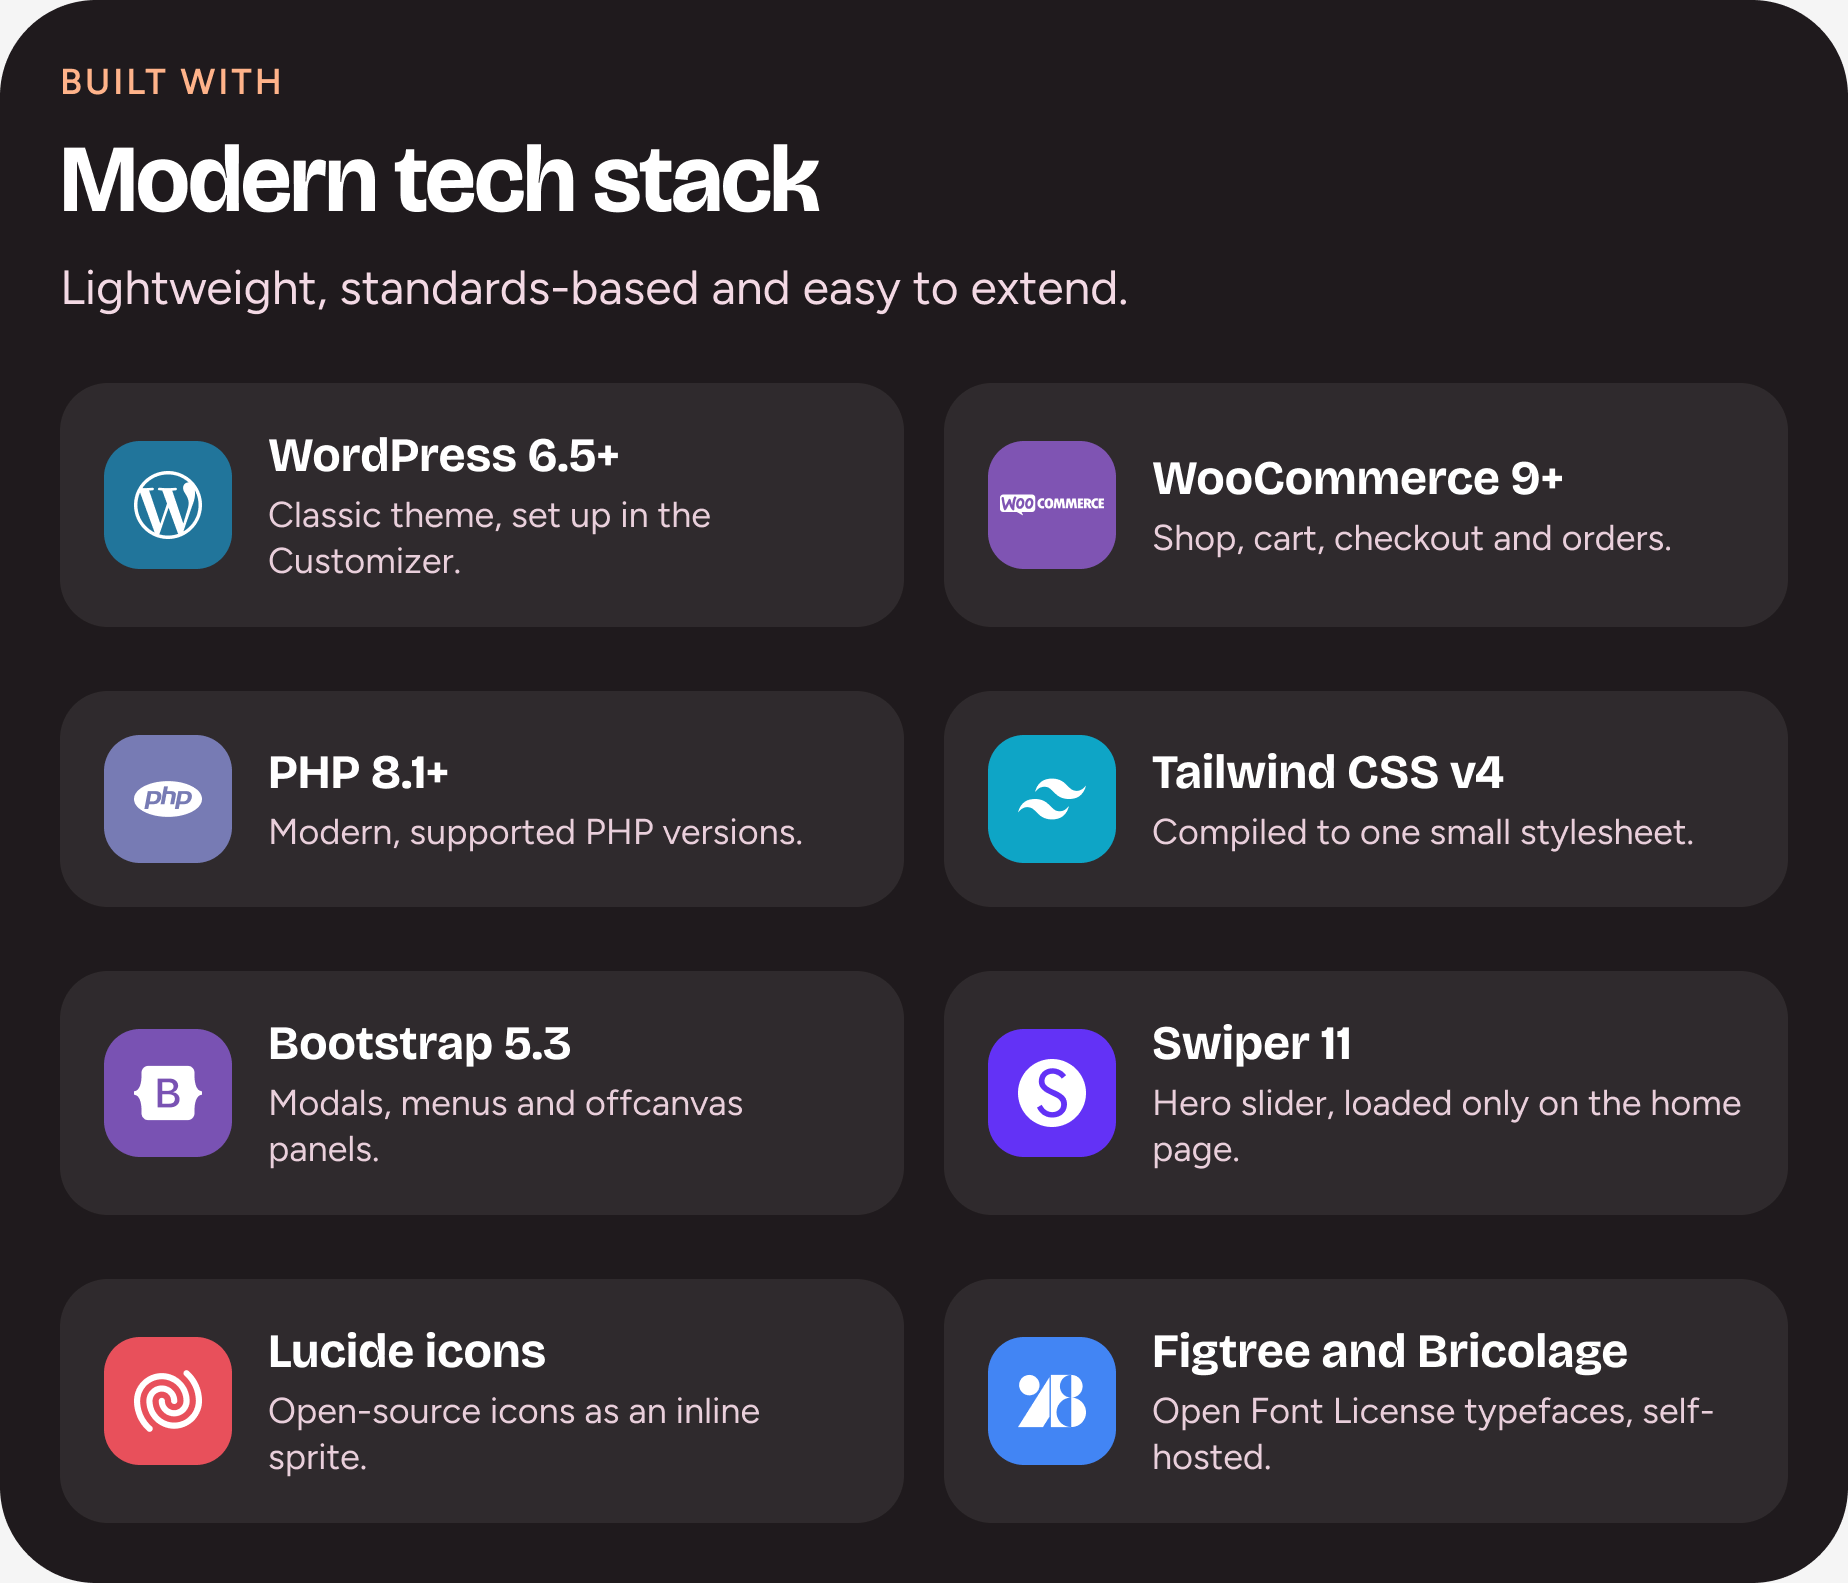 BUILT WITH
Modern tech stack
Lightweight, standards-based and easy to extend.
WordPress 6.5+
Classic theme, set up in the
Customizer.
WOO COMMERCE
WooCommerce 9+
Shop, cart, checkout and orders.
php
PHP 8.1+
Modern, supported PHP versions.
Tailwind CSS v4
Compiled to one small stylesheet.
B
Bootstrap 5.3
Modals, menus and offcanvas
panels.
S
Swiper 11
Hero slider, loaded only on the home
page.
Lucide icons
Open-source icons as an inline
sprite.
Figtree and Bricolage
Open Font License typefaces, self-
hosted.